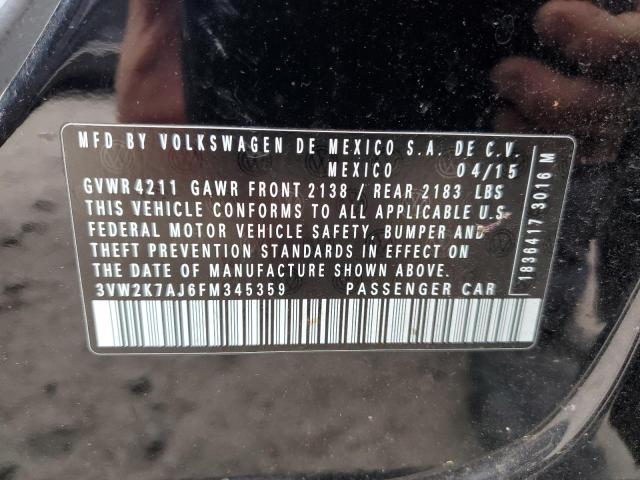 MFD BY VOLKSWAGEN DE MEXICO S.A. DE C.V.
MEXICO 04/15
GVWR 4211 GAWR FRONT 2138 / REAR 2183 LBS
THIS VEHICLE CONFORMS TO ALL APPLICABLE U.S.
FEDERAL MOTOR VEHICLE SAFETY, BUMPER AND
THEFT PREVENTION STANDARDS IN EFFECT ON
THE DATE OF MANUFACTURE SHOWN ABOVE.
3VW2K7AJ6FM345359 PASSENGER CAR
1836417 3016 M